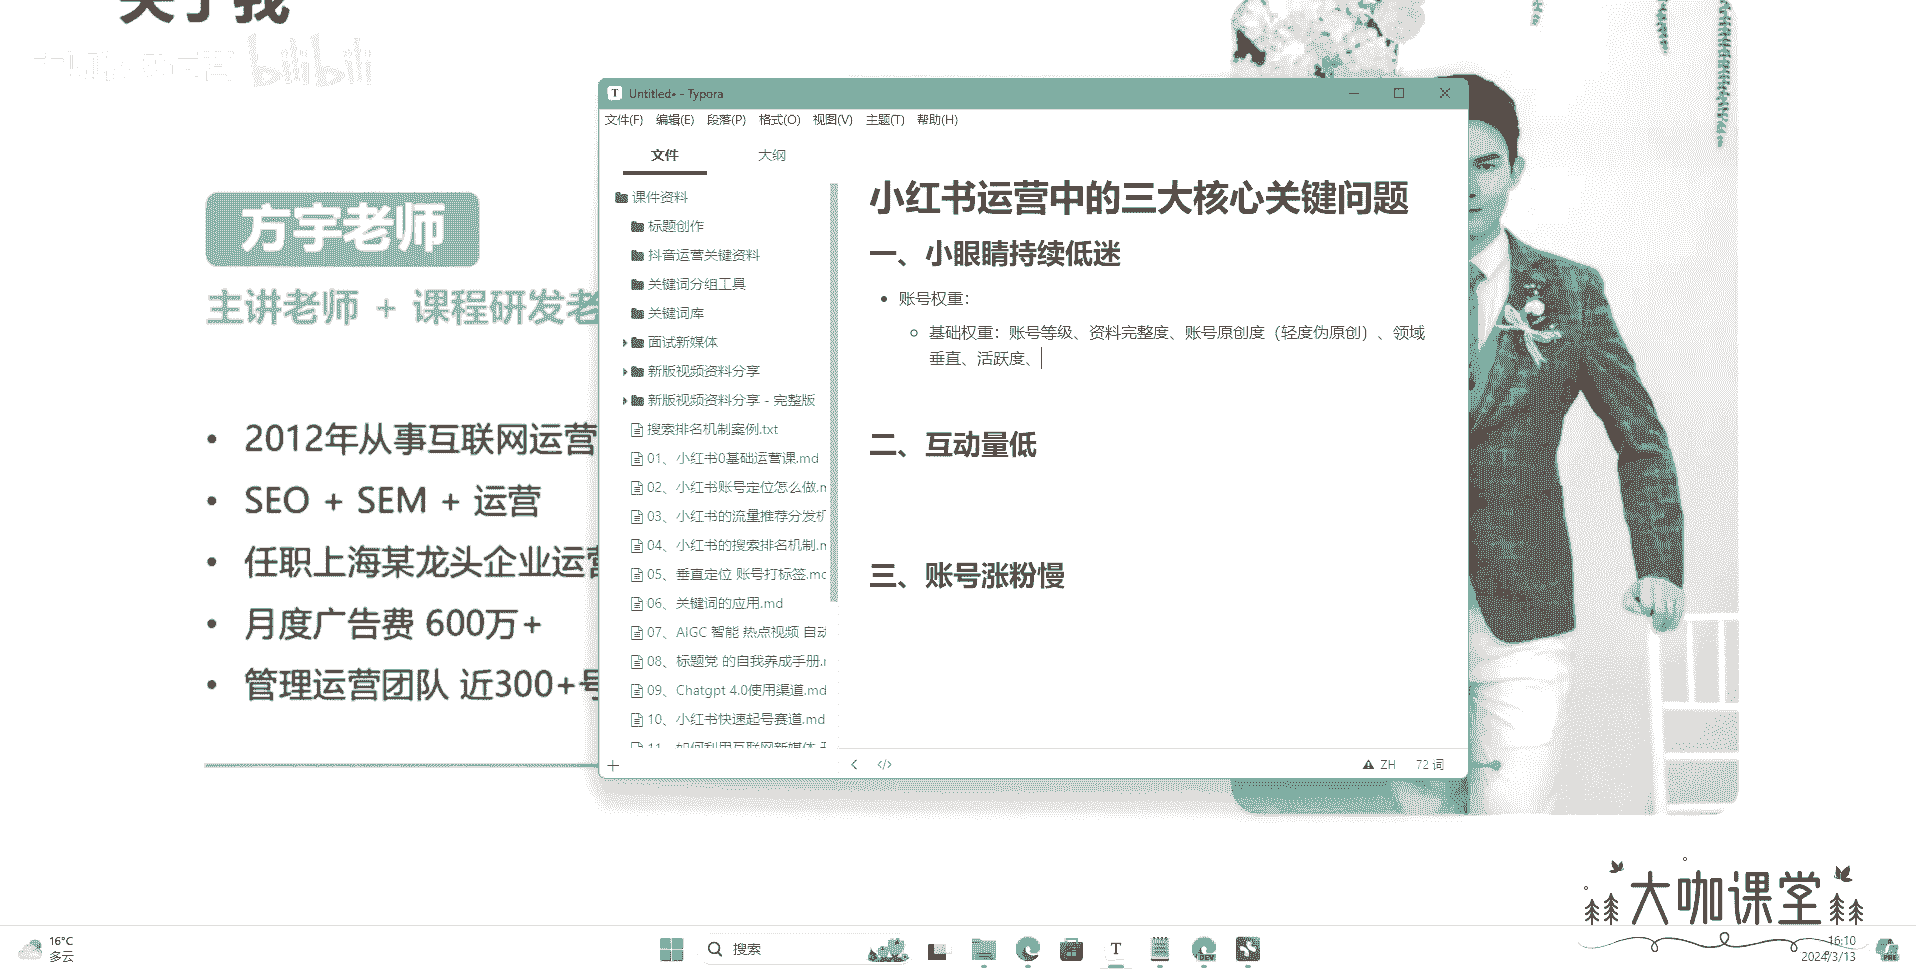 关于我
bilibili
方宇老师
主讲老师 + 课程研发老
2012年从事互联网运营
SEO + SEM + 运营
任职上海某龙头企业运营
月度广告费 600万+
管理运营团队 近300+号
Untitled• - Typora
文件(F) 编辑(E) 段落(P) 格式(O) 视图(V) 主题(T) 帮助(H)
文件 大纲
课件资料
标题创作
抖音运营关键资料
关键词分组工具
关键词库
面试新媒体
新版视频资料分享
新版视频资料分享 - 完整版
搜索排名机制案例.txt
01、小红书0基础运营课.md
02、小红书账号定位怎么做.m
03、小红书的流量推荐分发机
04、小红书的搜索排名机制.m
05、垂直定位 账号打标签.md
06、关键词的应用.md
07、AIGC 智能 热点视频 自动
08、标题党 的自我养成手册.m
09、Chatgpt 4.0使用渠道.md
10、小红书快速起号赛道.md
11、如何利用互联网新媒体
小红书运营中的三大核心关键问题
一、小眼睛持续低迷
账号权重：
基础权重：账号等级、资料完整度、账号原创度（轻度伪原创）、领域
垂直、活跃度、
二、互动量低
三、账号涨粉慢
ZH 72 词
大咖课堂
16°C
多云
搜索
16:10
2024/3/13